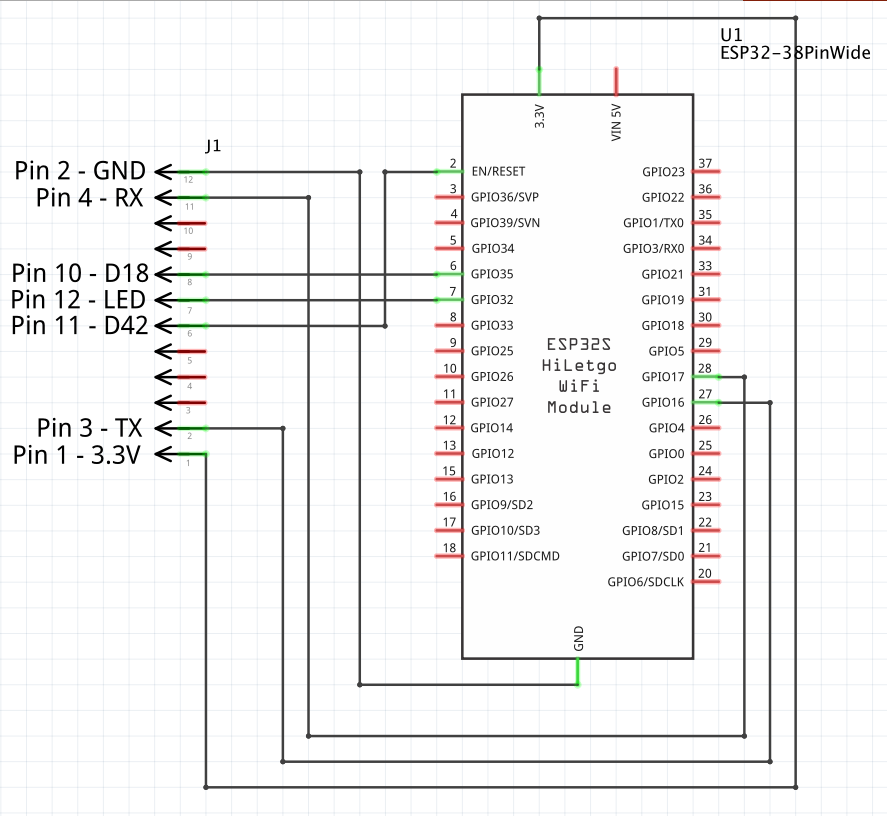 U1
ESP32-38PinWide
3.3V
VIN 5V
J1
Pin 2 - GND
12
Pin 4 - RX
11
10
9
Pin 10 - D18
8
Pin 12 - LED
7
Pin 11 - D42
6
5
4
3
Pin 3 - TX
2
Pin 1 - 3.3V
1
2 EN/RESET
3 GPIO36/SVP
4 GPIO39/SVN
5 GPIO34
6 GPIO35
7 GPIO32
8 GPIO33
9 GPIO25
10 GPIO26
11 GPIO27
12 GPIO14
13 GPIO12
15 GPIO13
16 GPIO9/SD2
17 GPIO10/SD3
18 GPIO11/SDCMD
ESP32S
HiLetgo
WiFi
Module
GPIO23 37
GPIO22 36
GPIO1/TX0 35
GPIO3/RX0 34
GPIO21 33
GPIO19 31
GPIO18 30
GPIO5 29
GPIO17 28
GPIO16 27
GPIO4 26
GPIO0 25
GPIO2 24
GPIO15 23
GPIO8/SD1 22
GPIO7/SD0 21
GPIO6/SDCLK 20
GND